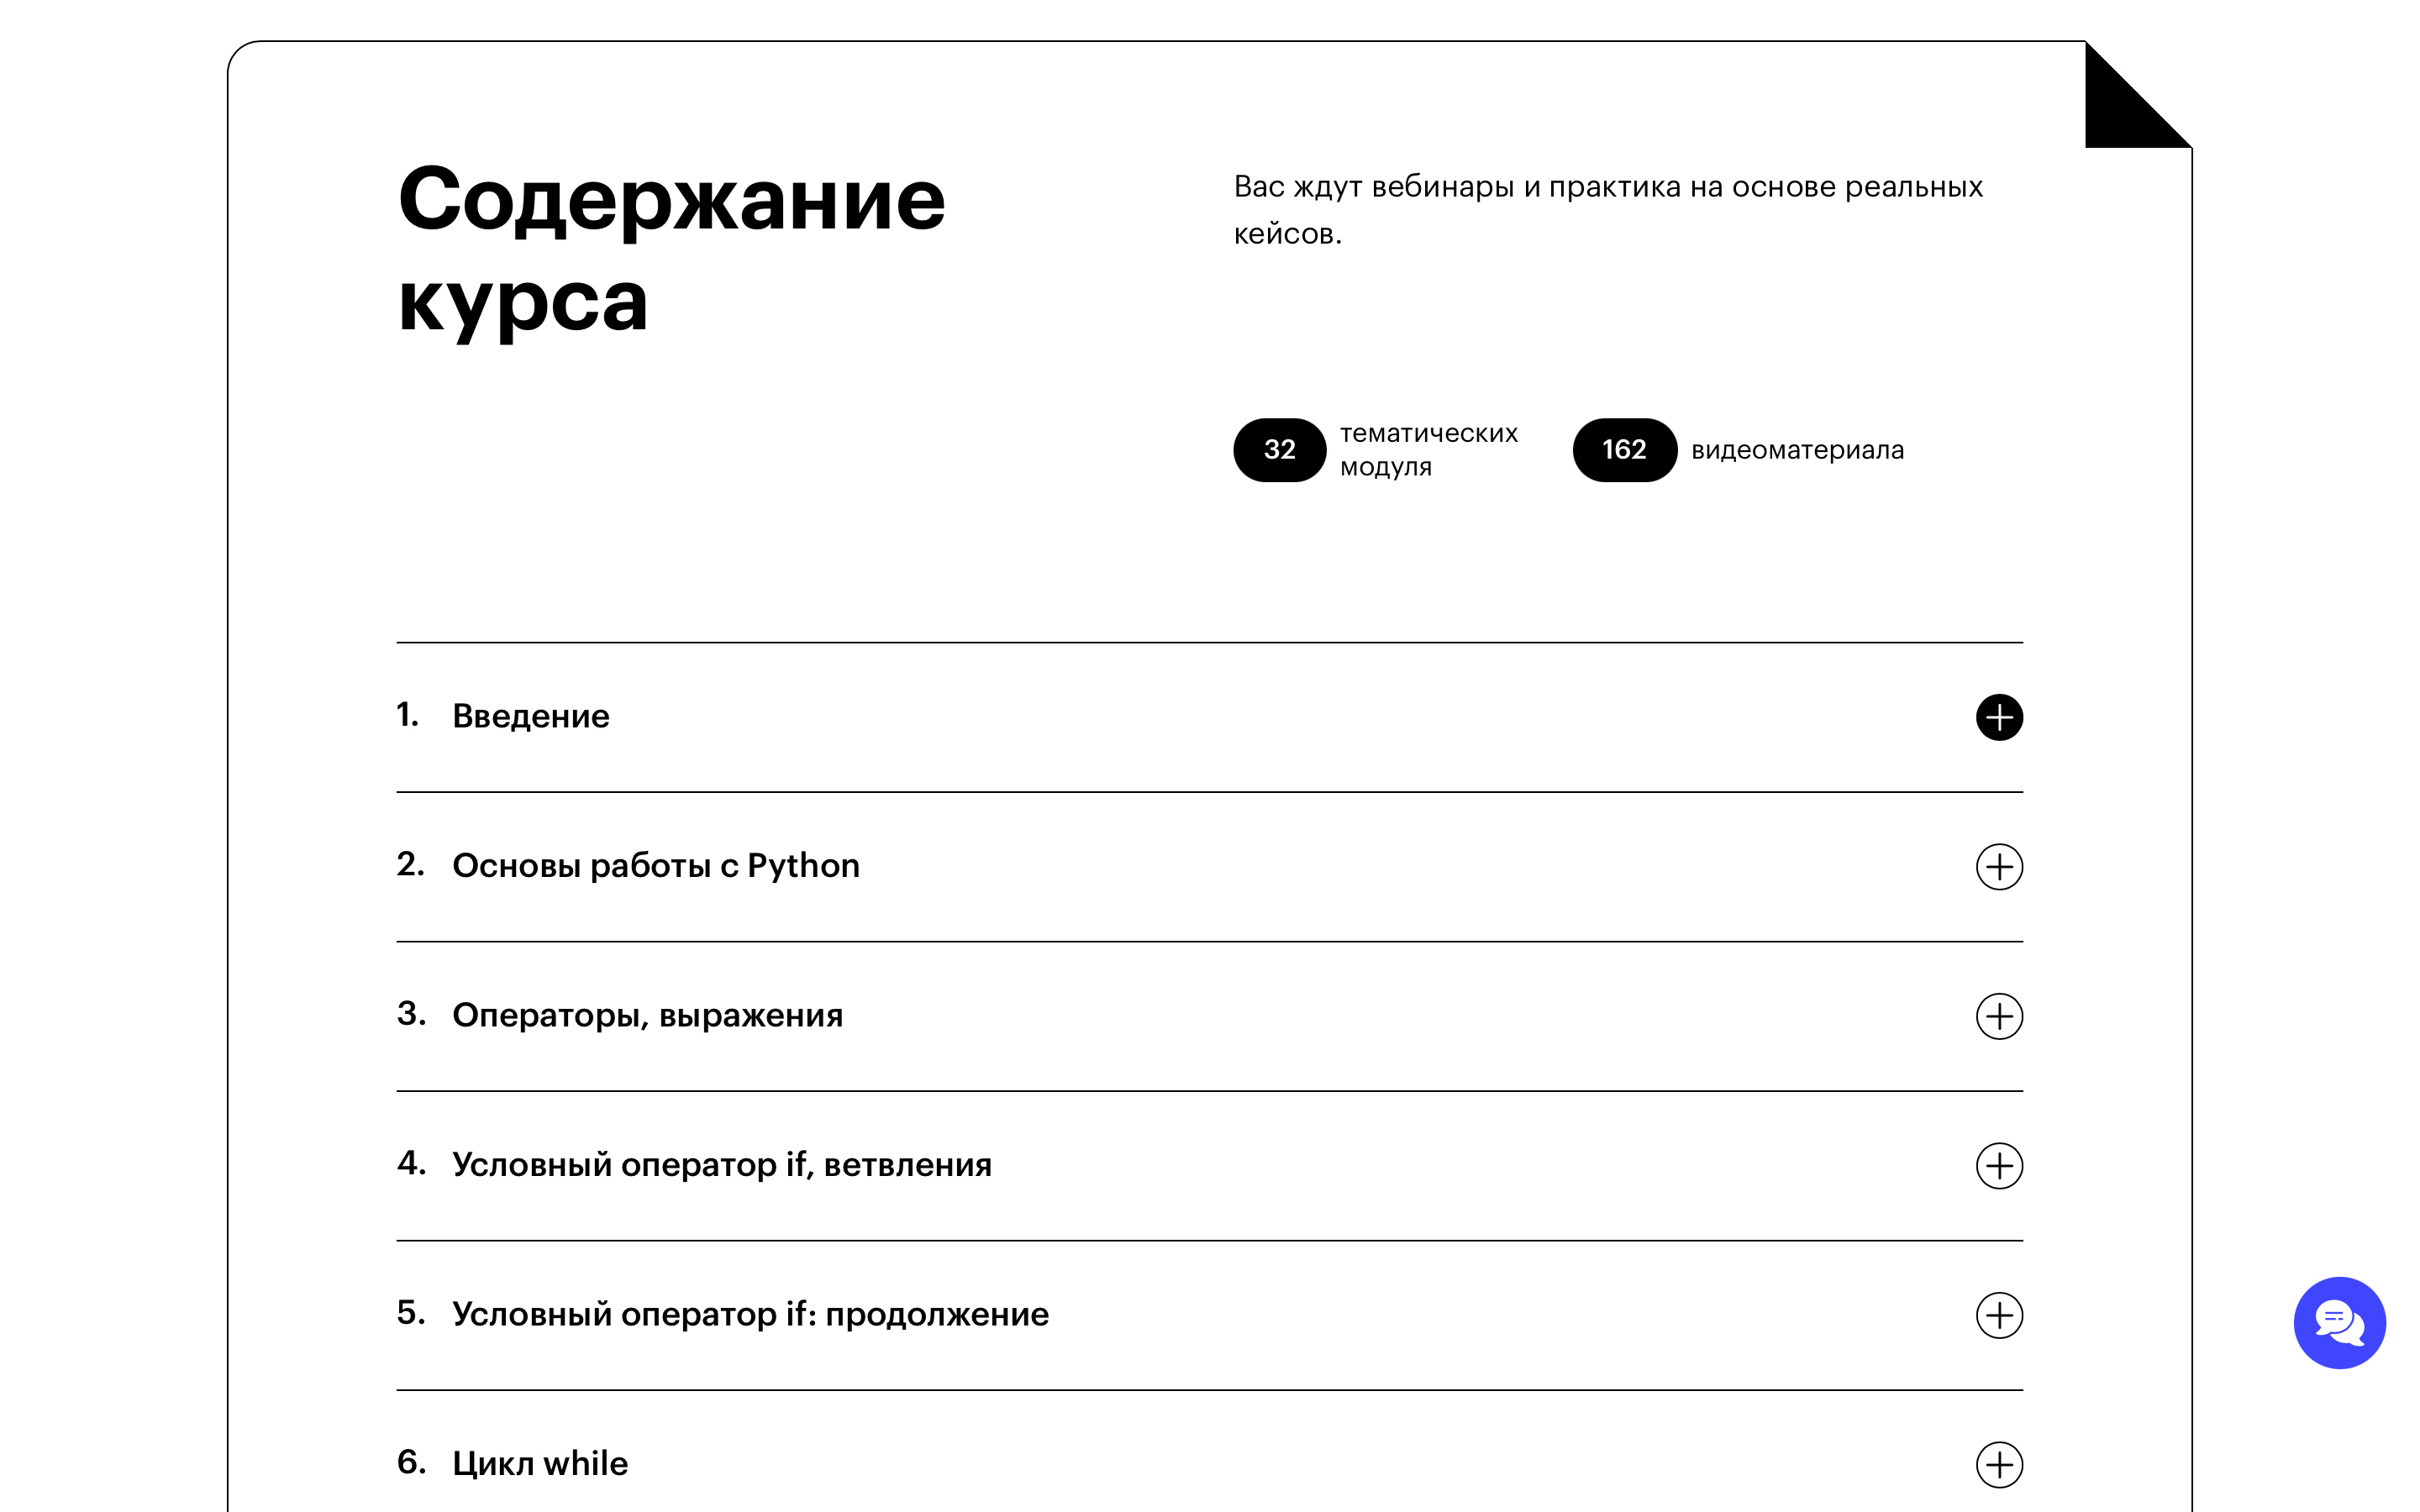 Содержание
курса
Вас ждут вебинары и практика на основе реальных
кейсов.
32 тематических
модуля
162 видеоматериала
1. Введение
2. Основы работы с Python
3. Операторы, выражения
4. Условный оператор if, ветвления
5. Условный оператор if: продолжение
6. Цикл while